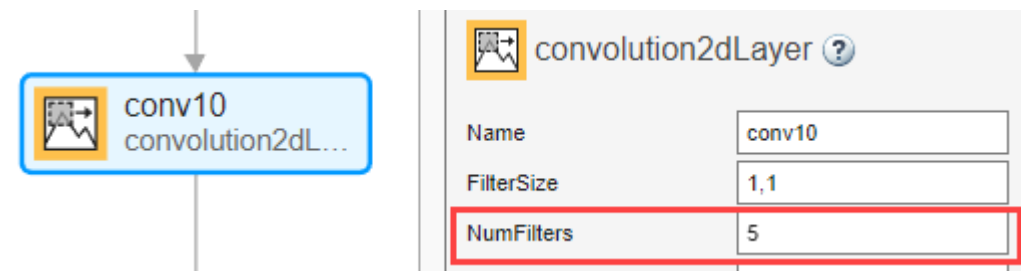 conv10
convolution2dL...
convolution2dLayer ?
Name conv10
FilterSize 1,1
NumFilters 5